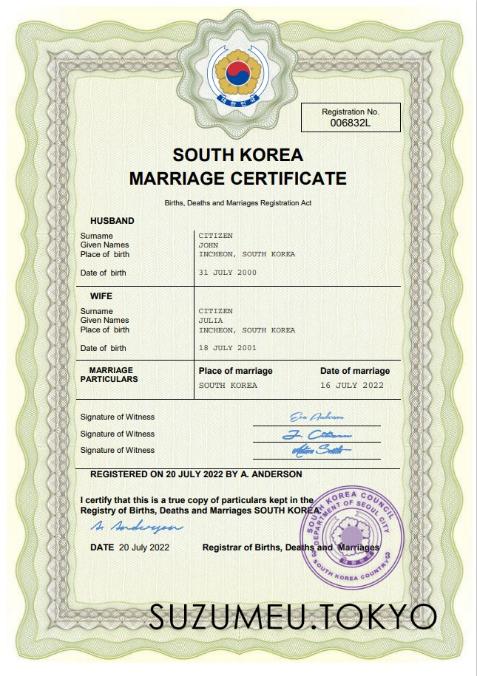 대한민국
Registration No.
006832L
SOUTH KOREA
MARRIAGE CERTIFICATE
Births, Deaths and Marriages Registration Act
HUSBAND
Surname CITIZEN
Given Names JOHN
Place of birth INCHEON, SOUTH KOREA
Date of birth 31 JULY 2000
WIFE
Surname CITIZEN
Given Names JULIA
Place of birth INCHEON, SOUTH KOREA
Date of birth 18 JULY 2001
MARRIAGE PARTICULARS
Place of marriage Date of marriage
SOUTH KOREA 16 JULY 2022
Signature of Witness
Signature of Witness J. Citizen
Signature of Witness
REGISTERED ON 20 JULY 2022 BY A. ANDERSON
I certify that this is a true copy of particulars kept in the
Registry of Births, Deaths and Marriages SOUTH KOREA.
A. Anderson
DATE 20 July 2022 Registrar of Births, Deaths and Marriages
SOUTH KOREA COUNCIL
DEPARTMENT OF SEOUL CITY
SOUTH KOREA COUNTRY
SUZUMEU.TOKYO